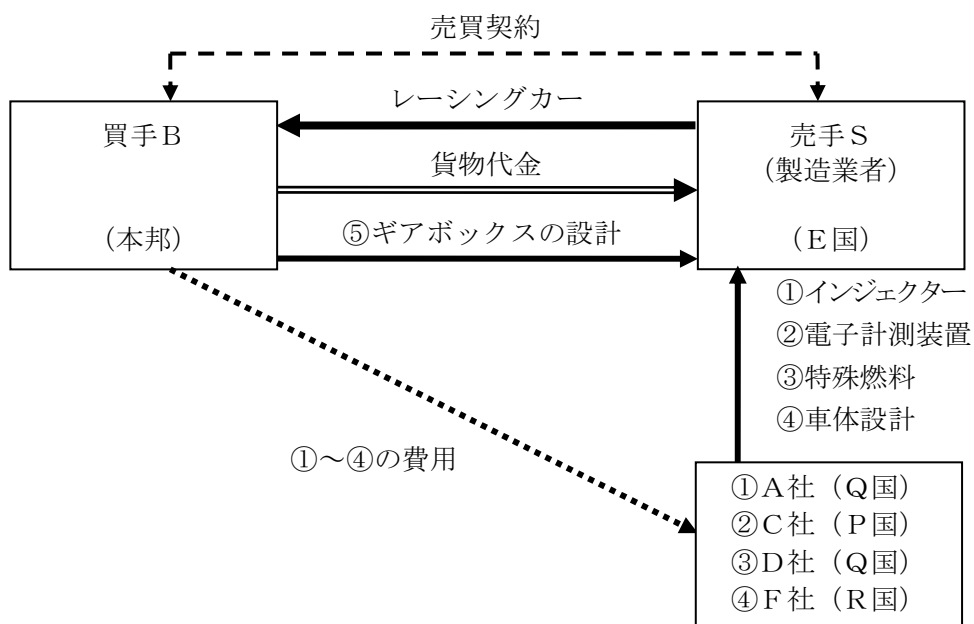 売買契約
レーシングカー
買手Ｂ
（本邦）
貨物代金
⑤ギアボックスの設計
売手Ｓ
（製造業者）
（Ｅ国）
①インジェクター
②電子計測装置
③特殊燃料
④車体設計
①～④の費用
①Ａ社（Ｑ国）
②Ｃ社（Ｐ国）
③Ｄ社（Ｑ国）
④Ｆ社（Ｒ国）